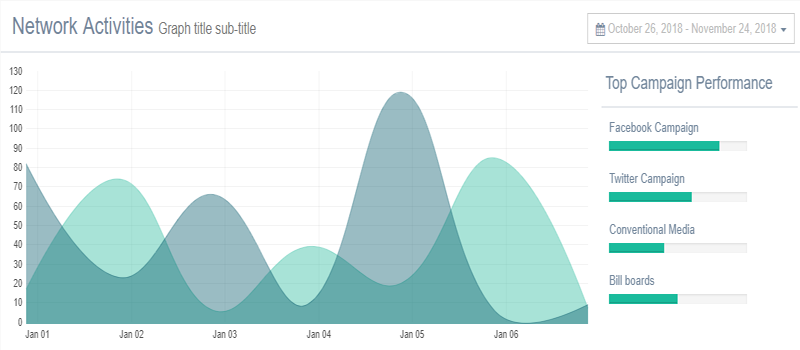 Network Activities Graph title sub-title
October 26, 2018 - November 24, 2018
130
120
110
100
90
80
70
60
50
40
30
20
10
0
Jan 01 Jan 02 Jan 03 Jan 04 Jan 05 Jan 06
Top Campaign Performance
Facebook Campaign
Twitter Campaign
Conventional Media
Bill boards